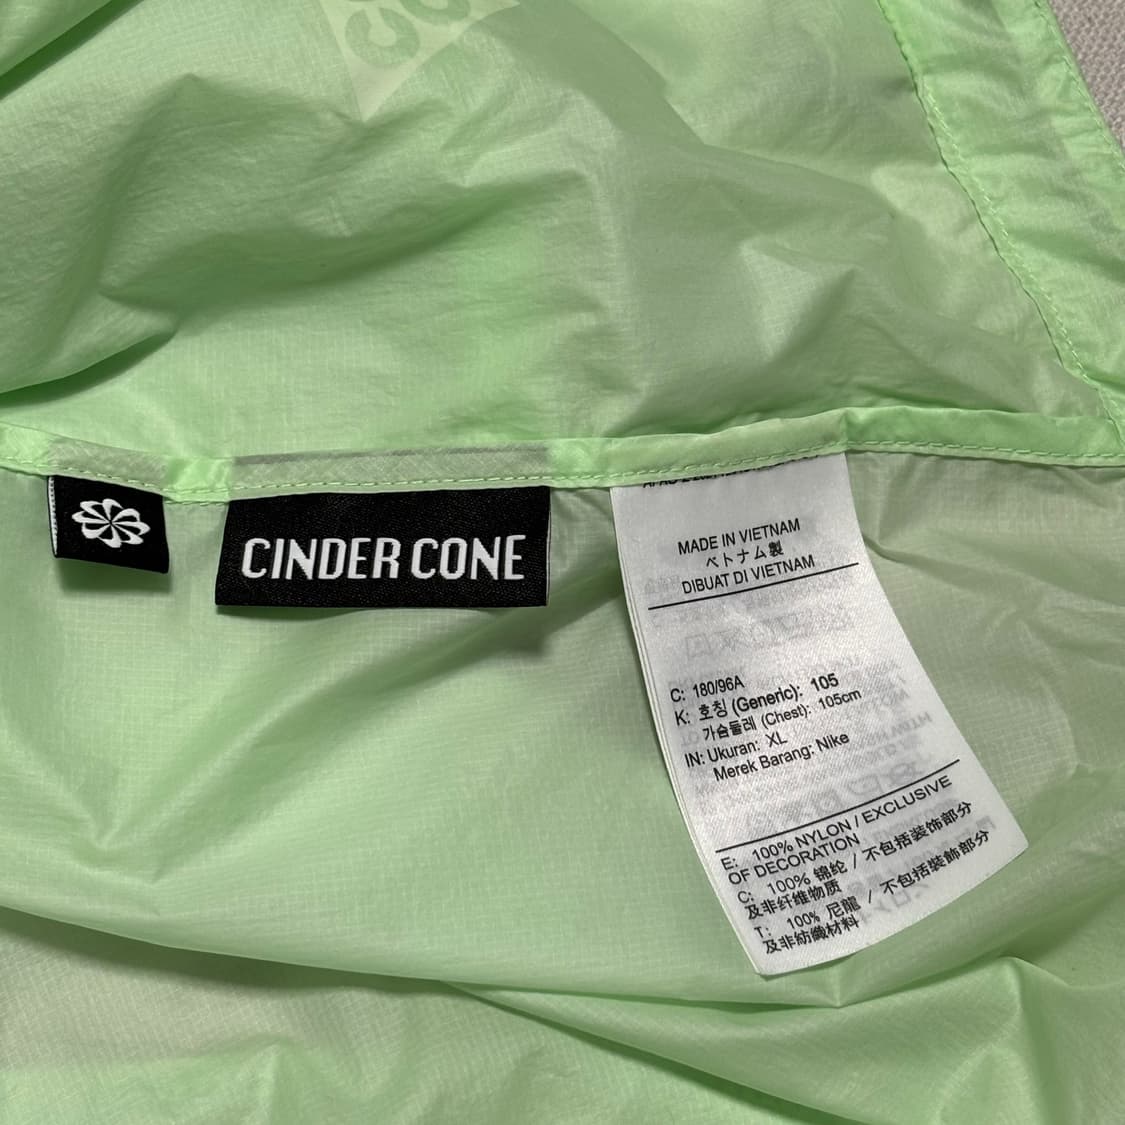 CINDER CONE
MADE IN VIETNAM
ベトナム製
DIBUAT DI VIETNAM
C: 180/96A
K: 호칭 (Generic): 105
가슴둘레 (Chest): 105cm
IN: Ukuran: XL
Merek Barang: Nike
E: 100% NYLON / EXCLUSIVE
OF DECORATION
C: 100% 锦纶 / 不包括装饰部分
及非纤维物质
T: 100% 尼龍 / 不包括裝飾部分
及非紡織材料